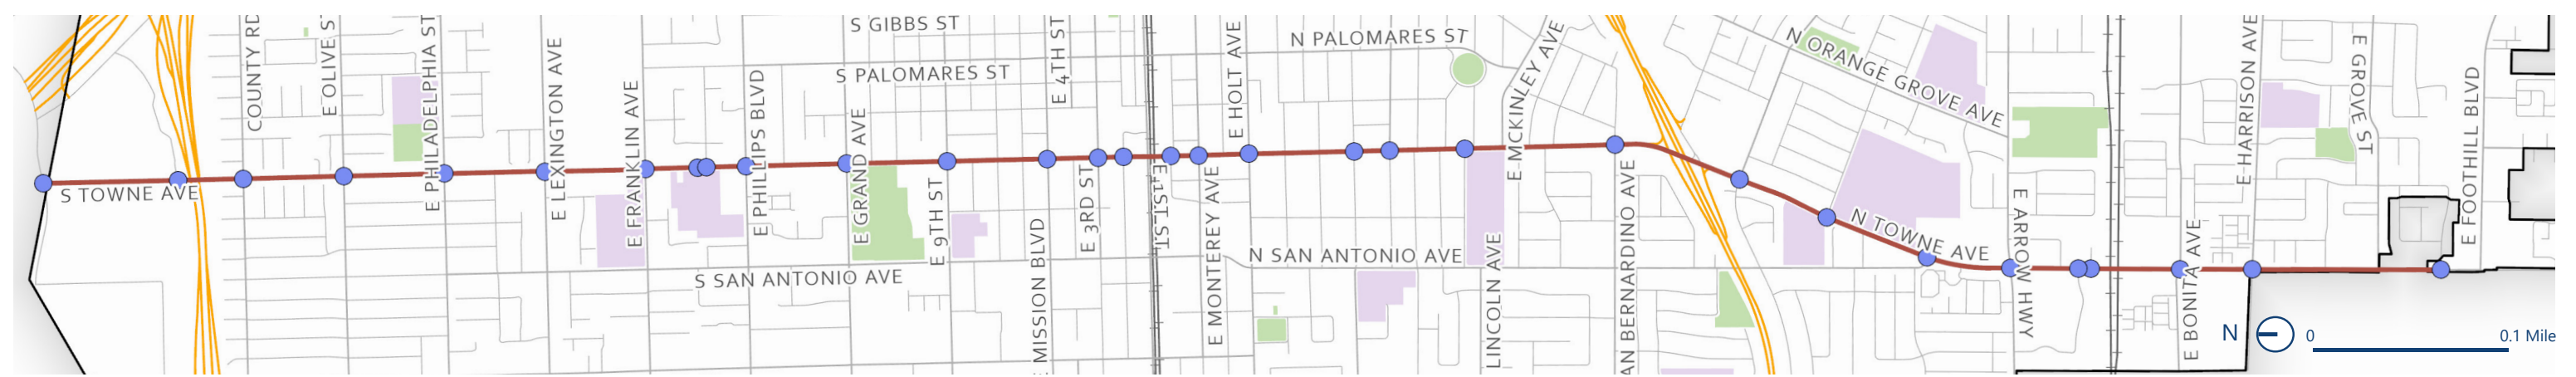 S GIBBS ST
N PALOMARES ST
S PALOMARES ST
COUNTY RD
E OLIVE S
E PHILADELPHIA ST
E LEXINGTON AVE
E FRANKLIN AVE
E PHILLIPS BLVD
E GRAND AVE
E 9TH ST
E 4TH ST
MISSION BLVD
E 3RD ST
E 1ST ST
E MONTEREY AVE
E HOLT AVE
E MCKINLEY AVE
LINCOLN AVE
AN BERNARDINO AVE
N ORANGE GROVE AVE
E ARROW HWY
E BONITA AVE
E HARRISON AVE
E GROVE ST
E FOOTHILL BLVD
S TOWNE AVE
N TOWNE AVE
S SAN ANTONIO AVE
N SAN ANTONIO AVE
N
0
0.1 Mile